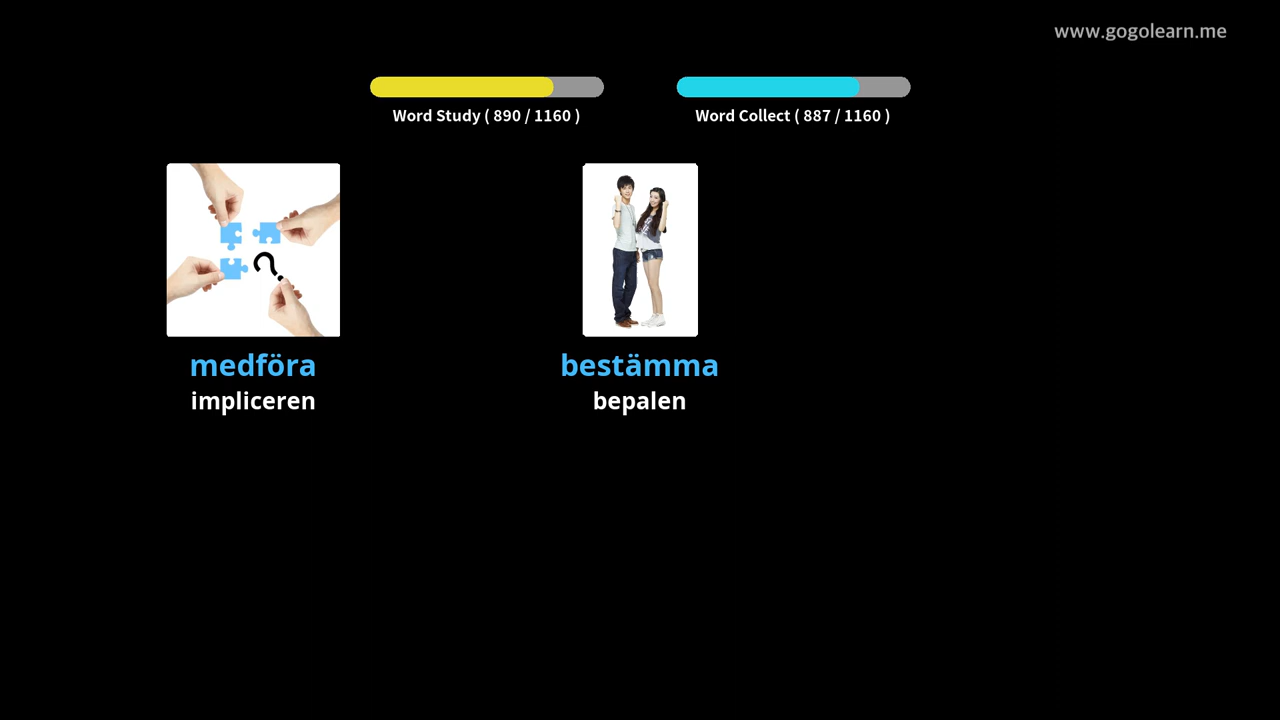 www.gogolearn.me
Word Study ( 890 / 1160 )
Word Collect ( 887 / 1160 )
medföra
impliceren
bestämma
bepalen